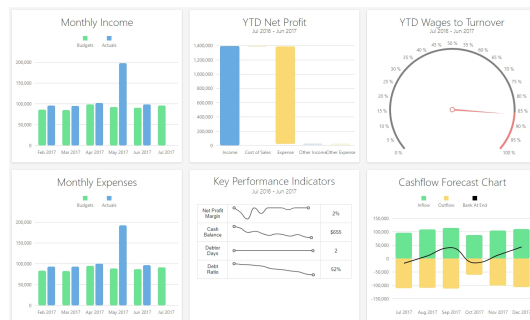 Monthly Income
Budgets Actuals
200,000
150,000
100,000
50,000
0
Feb 2017 Mar 2017 Apr 2017 May 2017 Jun 2017 Jul 2017
YTD Net Profit
Jul 2016 - Jun 2017
1,400,000
1,200,000
1,000,000
800,000
600,000
400,000
200,000
0
Income Cost of Sales Expense Other Income Other Expense
YTD Wages to Turnover
Jul 2016 - Jun 2017
0 %
5 %
10 %
15 %
20 %
25 %
30 %
35 %
40 %
45 %
50 %
55 %
60 %
65 %
70 %
75 %
80 %
85 %
90 %
95 %
100 %
Monthly Expenses
Budgets Actuals
200,000
150,000
100,000
50,000
0
Feb 2017 Mar 2017 Apr 2017 May 2017 Jun 2017 Jul 2017
Key Performance Indicators
Jul 2016 - Jun 2017
Net Profit Margin 2%
Cash Balance
Debtor Days 2
Debt Ratio 52%
Cashflow Forecast Chart
Inflow Outflow Bank At End
150,000
100,000
50,000
0
-50,000
-100,000
-150,000
Jul 2017 Aug 2017 Sep 2017 Oct 2017 Nov 2017 Dec 2017